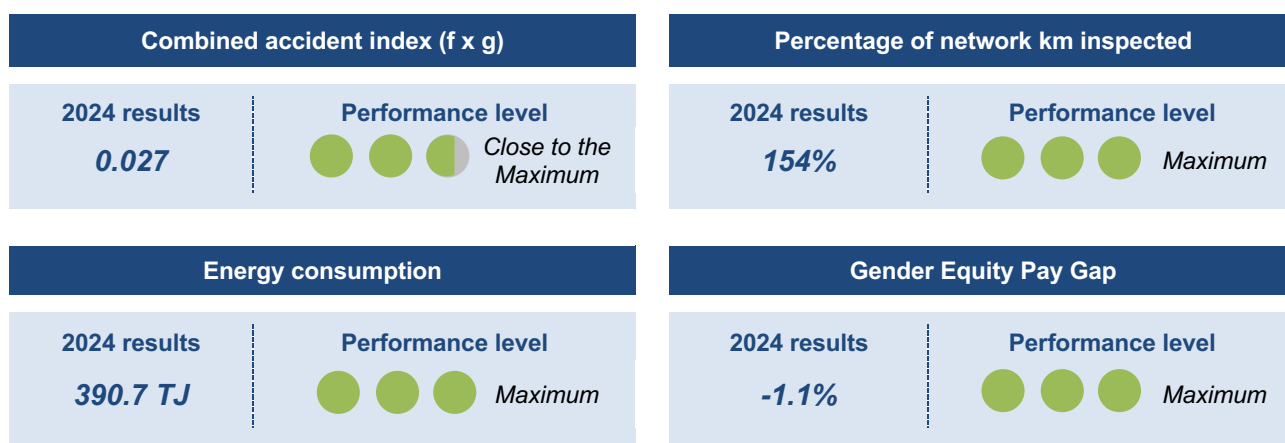 Combined accident index (f x g)
2024 results
Performance level
0.027
Close to the
Maximum
Percentage of network km inspected
2024 results
Performance level
154%
Maximum
Energy consumption
2024 results
Performance level
390.7 TJ
Maximum
Gender Equity Pay Gap
2024 results
Performance level
-1.1%
Maximum